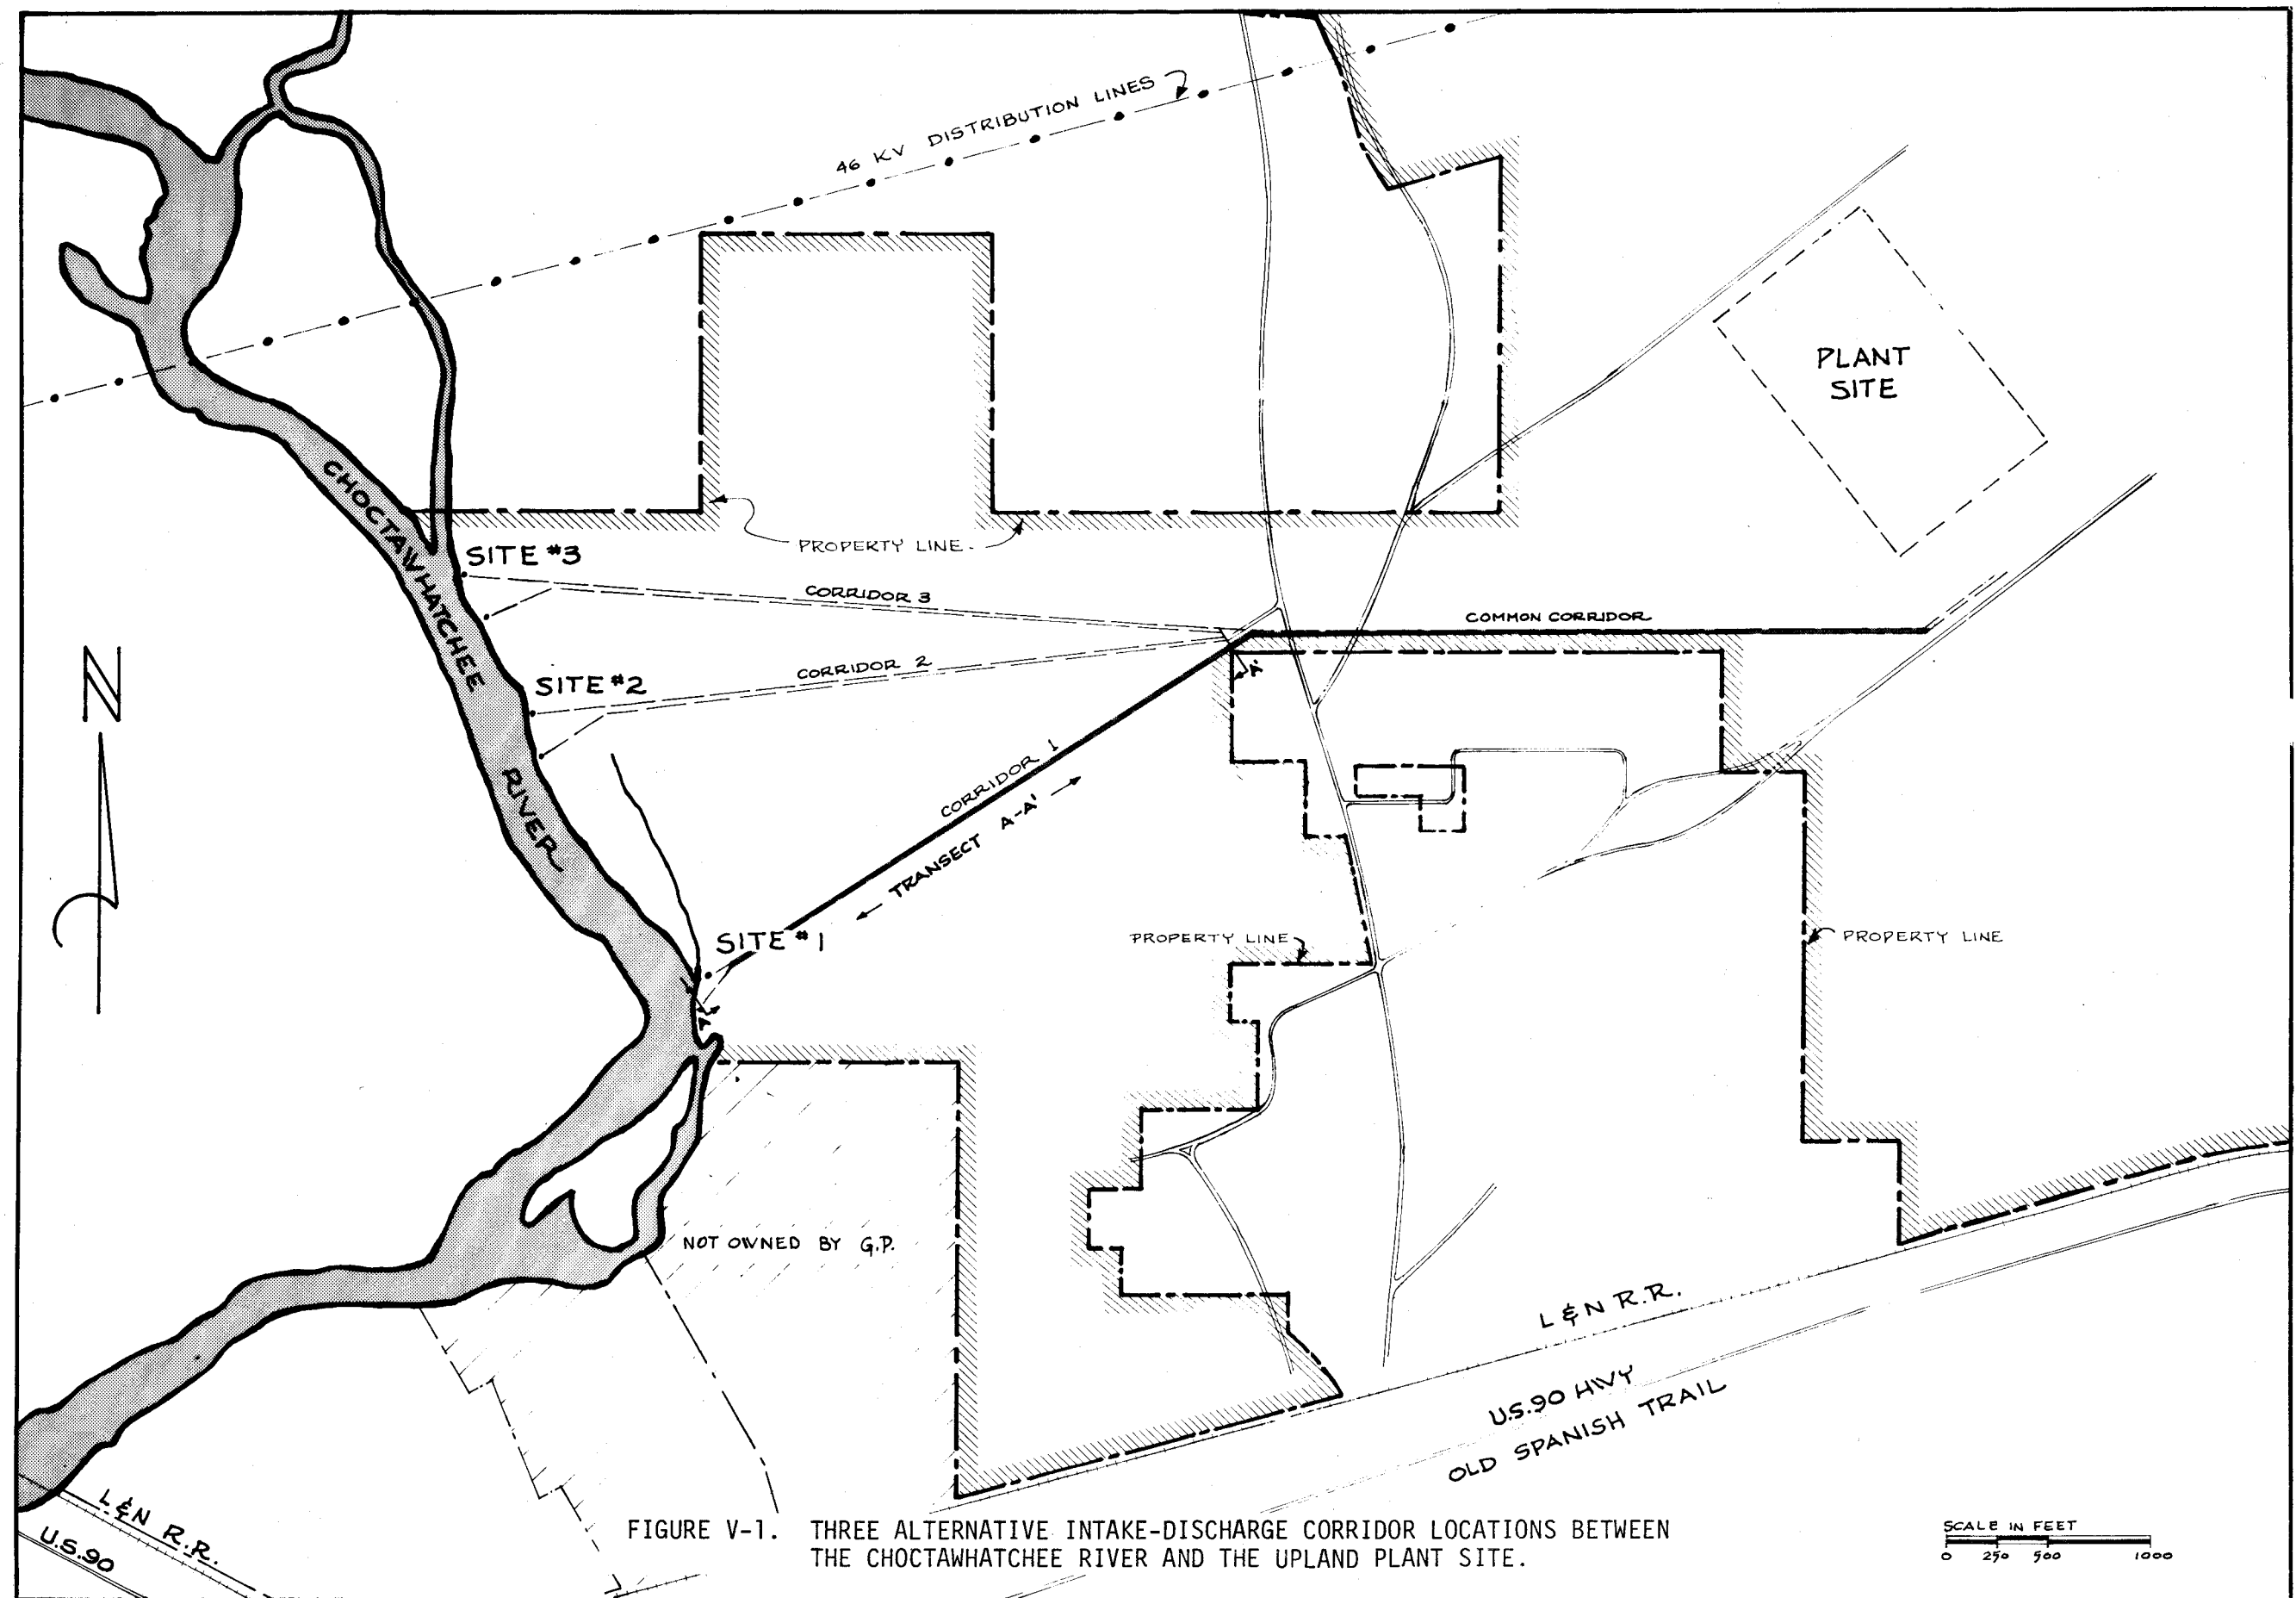 46 KV DISTRIBUTION LINES
PLANT
SITE
CHOCTAWHATCHEE
RIVER
PROPERTY LINE
SITE #3
CORRIDOR 3
COMMON CORRIDOR
N
SITE #2
CORRIDOR 2
A'
CORRIDOR 1
TRANSECT A-A'
SITE #1
PROPERTY LINE
PROPERTY LINE
A
NOT OWNED BY G.P.
L & N R.R.
U.S.90 HWY
OLD SPANISH TRAIL
L & N R.R.
U.S.90
FIGURE V-1. THREE ALTERNATIVE INTAKE-DISCHARGE CORRIDOR LOCATIONS BETWEEN
THE CHOCTAWHATCHEE RIVER AND THE UPLAND PLANT SITE.
SCALE IN FEET
0 250 500 1000